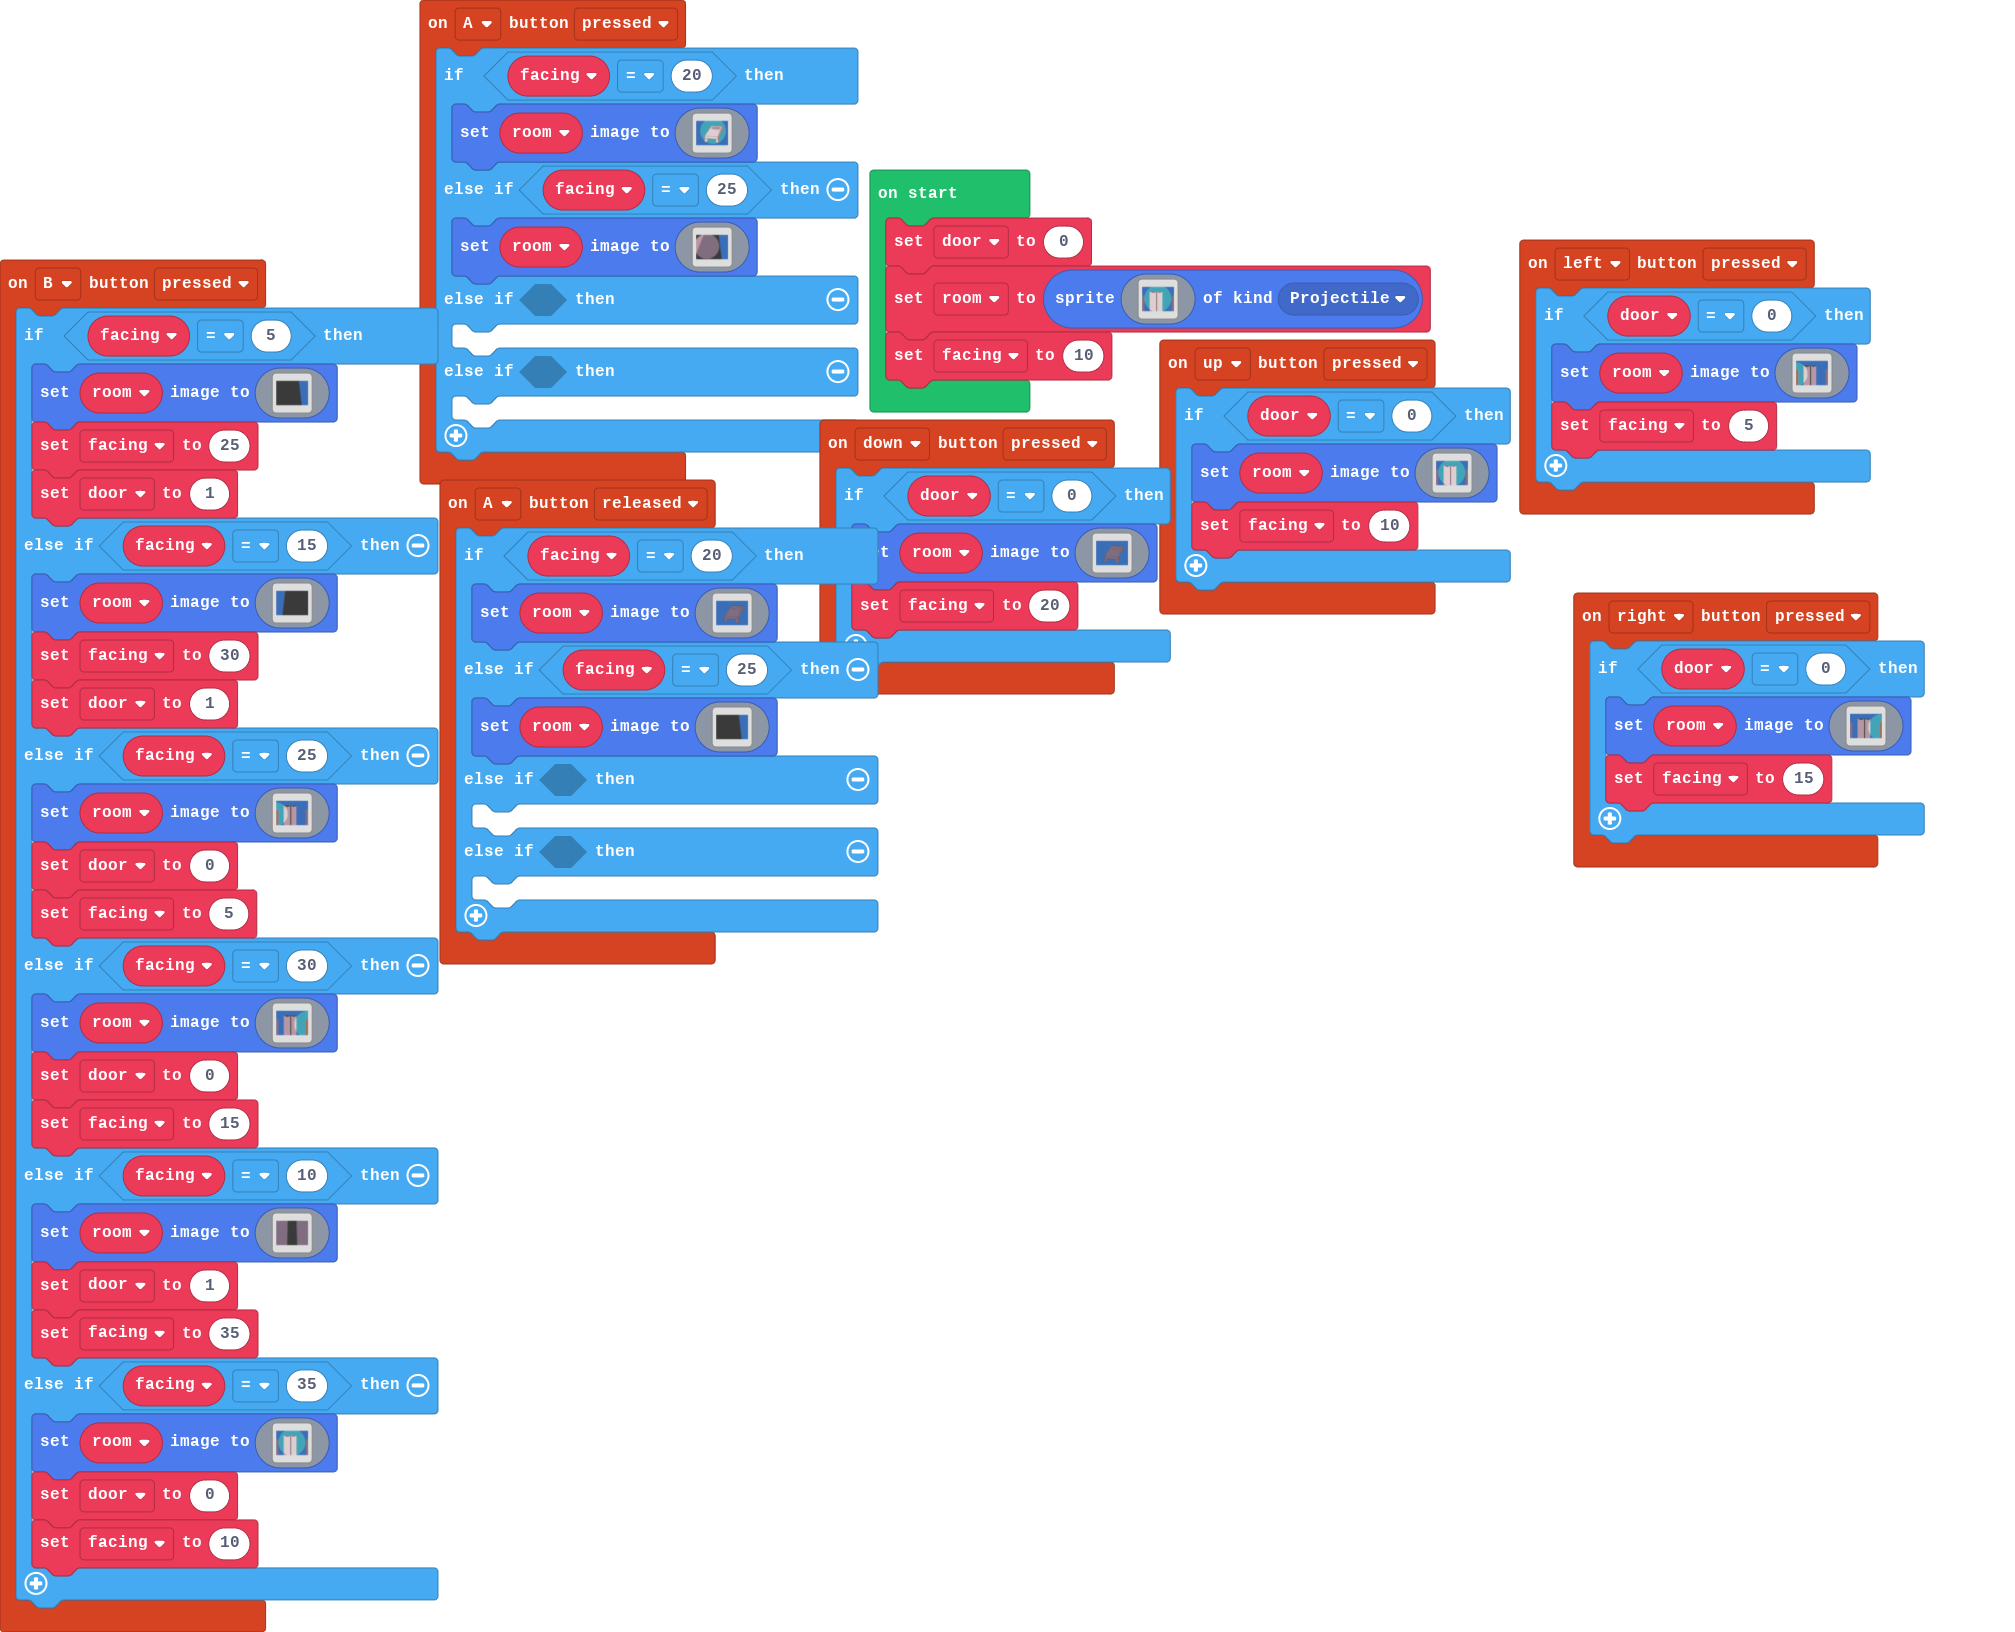 on A button pressed
if facing = 20 then
set room image to
else if facing = 25 then
set room image to
else if then
else if then
on start
set door to 0
set room to sprite of kind Projectile
set facing to 10
on B button pressed
if facing = 5 then
set room image to
set facing to 25
set door to 1
else if facing = 15 then
set room image to
set facing to 30
set door to 1
else if facing = 25 then
set room image to
set door to 0
set facing to 5
else if facing = 30 then
set room image to
set door to 0
set facing to 15
else if facing = 10 then
set room image to
set door to 1
set facing to 35
else if facing = 35 then
set room image to
set door to 0
set facing to 10
on A button released
if facing = 20 then
set room image to
else if facing = 25 then
set room image to
else if then
else if then
on down button pressed
if door = 0 then
room image to
set facing to 20
on up button pressed
if door = 0 then
set room image to
set facing to 10
on left button pressed
if door = 0 then
set room image to
set facing to 5
on right button pressed
if door = 0 then
set room image to
set facing to 15